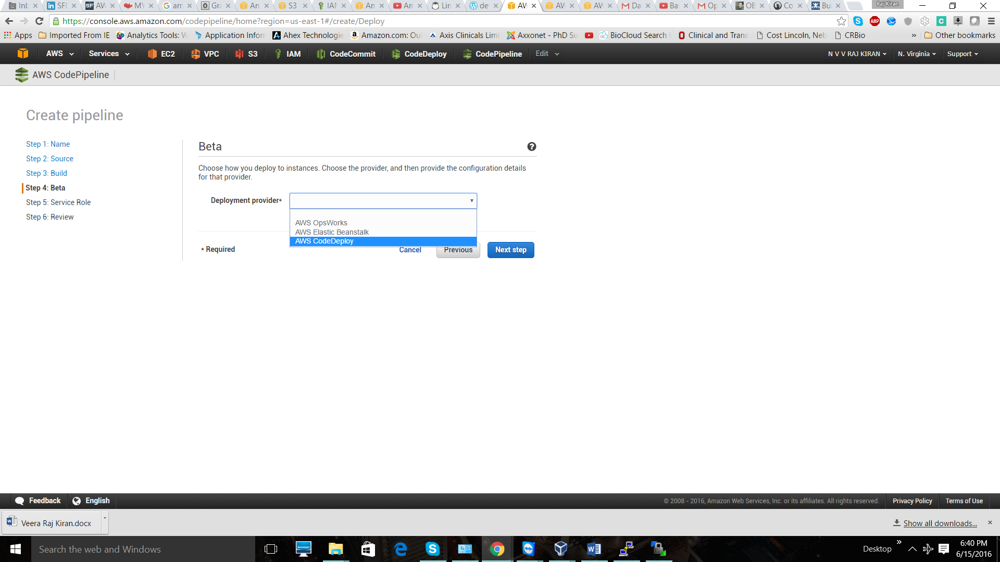 Inb
SFD
AW
MY
arn
Gra
An
S3
IAM
Am
Am
Lin
de
AW
AW
AW
Da
Ba
Op
OB
Co
Bu
Raj Kiran
https://console.aws.amazon.com/codepipeline/home?region=us-east-1#/create/Deploy
Apps
Imported From IE
Analytics Tools: W
Application Infor
Ahex Technologie
Amazon.com: Ou
Axis Clinicals Limi
Axxonet - PhD Su
BioCloud Search
Clinical and Trans
Cost Lincoln, Neb
CRBio
» Other bookmarks
AWS Services EC2 VPC S3 IAM CodeCommit CodeDeploy CodePipeline Edit N V V RAJ KIRAN N. Virginia Support
AWS CodePipeline
Create pipeline
Step 1: Name
Step 2: Source
Step 3: Build
Step 4: Beta
Step 5: Service Role
Step 6: Review
Beta
Choose how you deploy to instances. Choose the provider, and then provide the configuration details
for that provider.
Deployment provider*
AWS OpsWorks
AWS Elastic Beanstalk
AWS CodeDeploy
* Required
Cancel Previous Next step
Feedback English © 2008 - 2016, Amazon Web Services, Inc. or its affiliates. All rights reserved. Privacy Policy Terms of Use
Veera Raj Kiran.docx
Show all downloads...
Search the web and Windows
Desktop
6:40 PM
6/15/2016